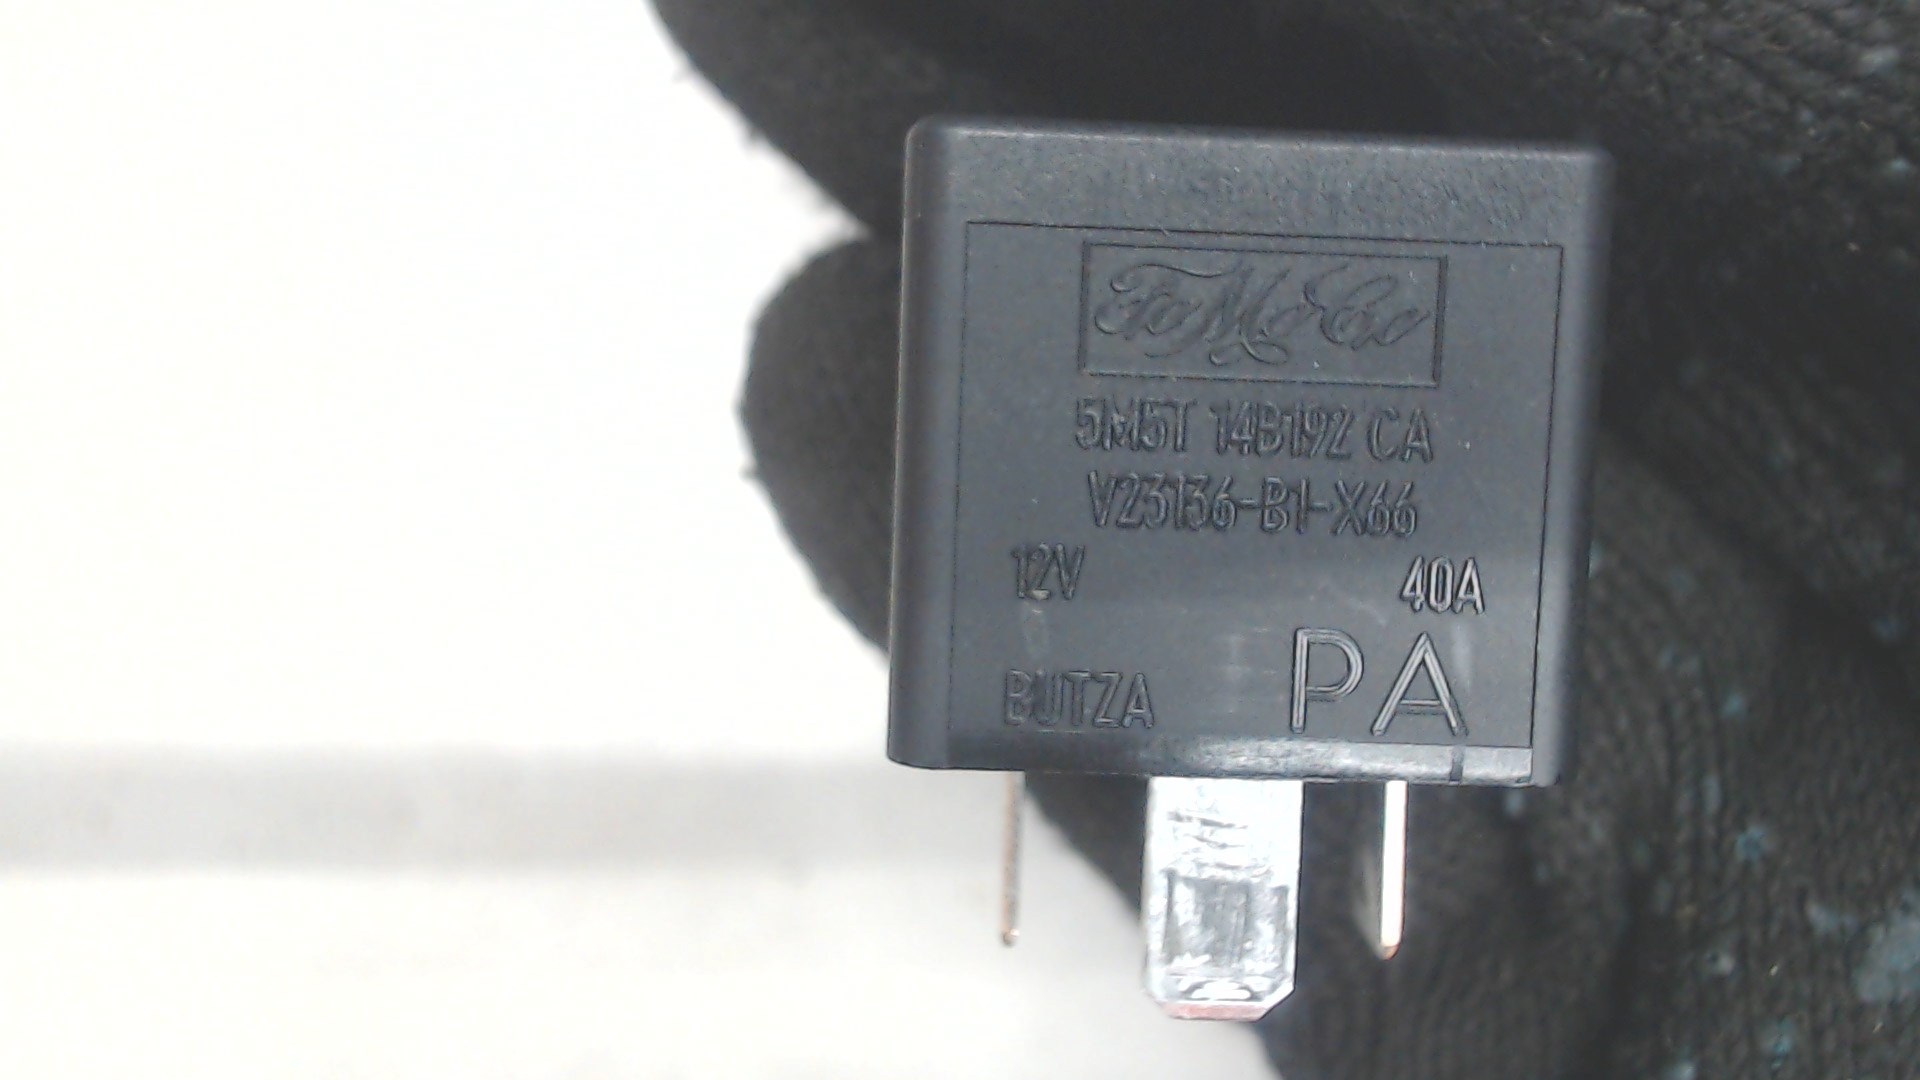 FoMoCo
5M5T 14B192 CA
V23136-B1-X66
12V 40A
BUTZA PA